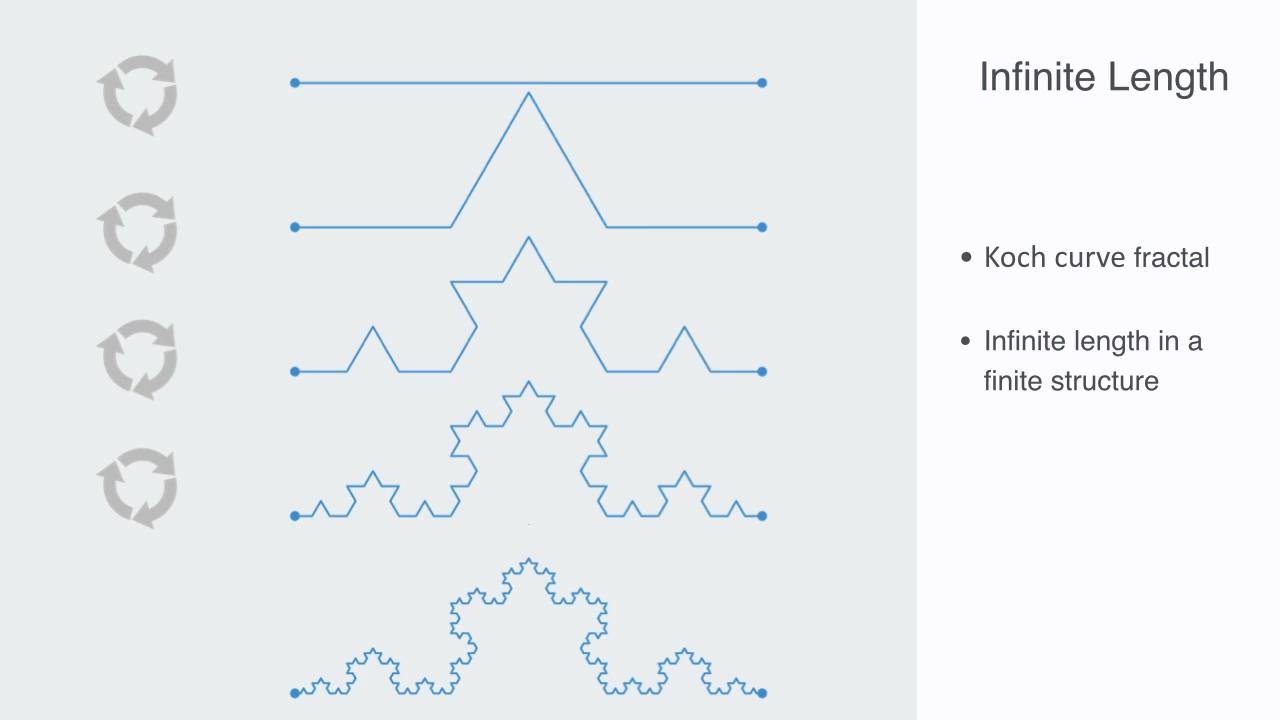 Infinite Length
• Koch curve fractal
• Infinite length in a
finite structure